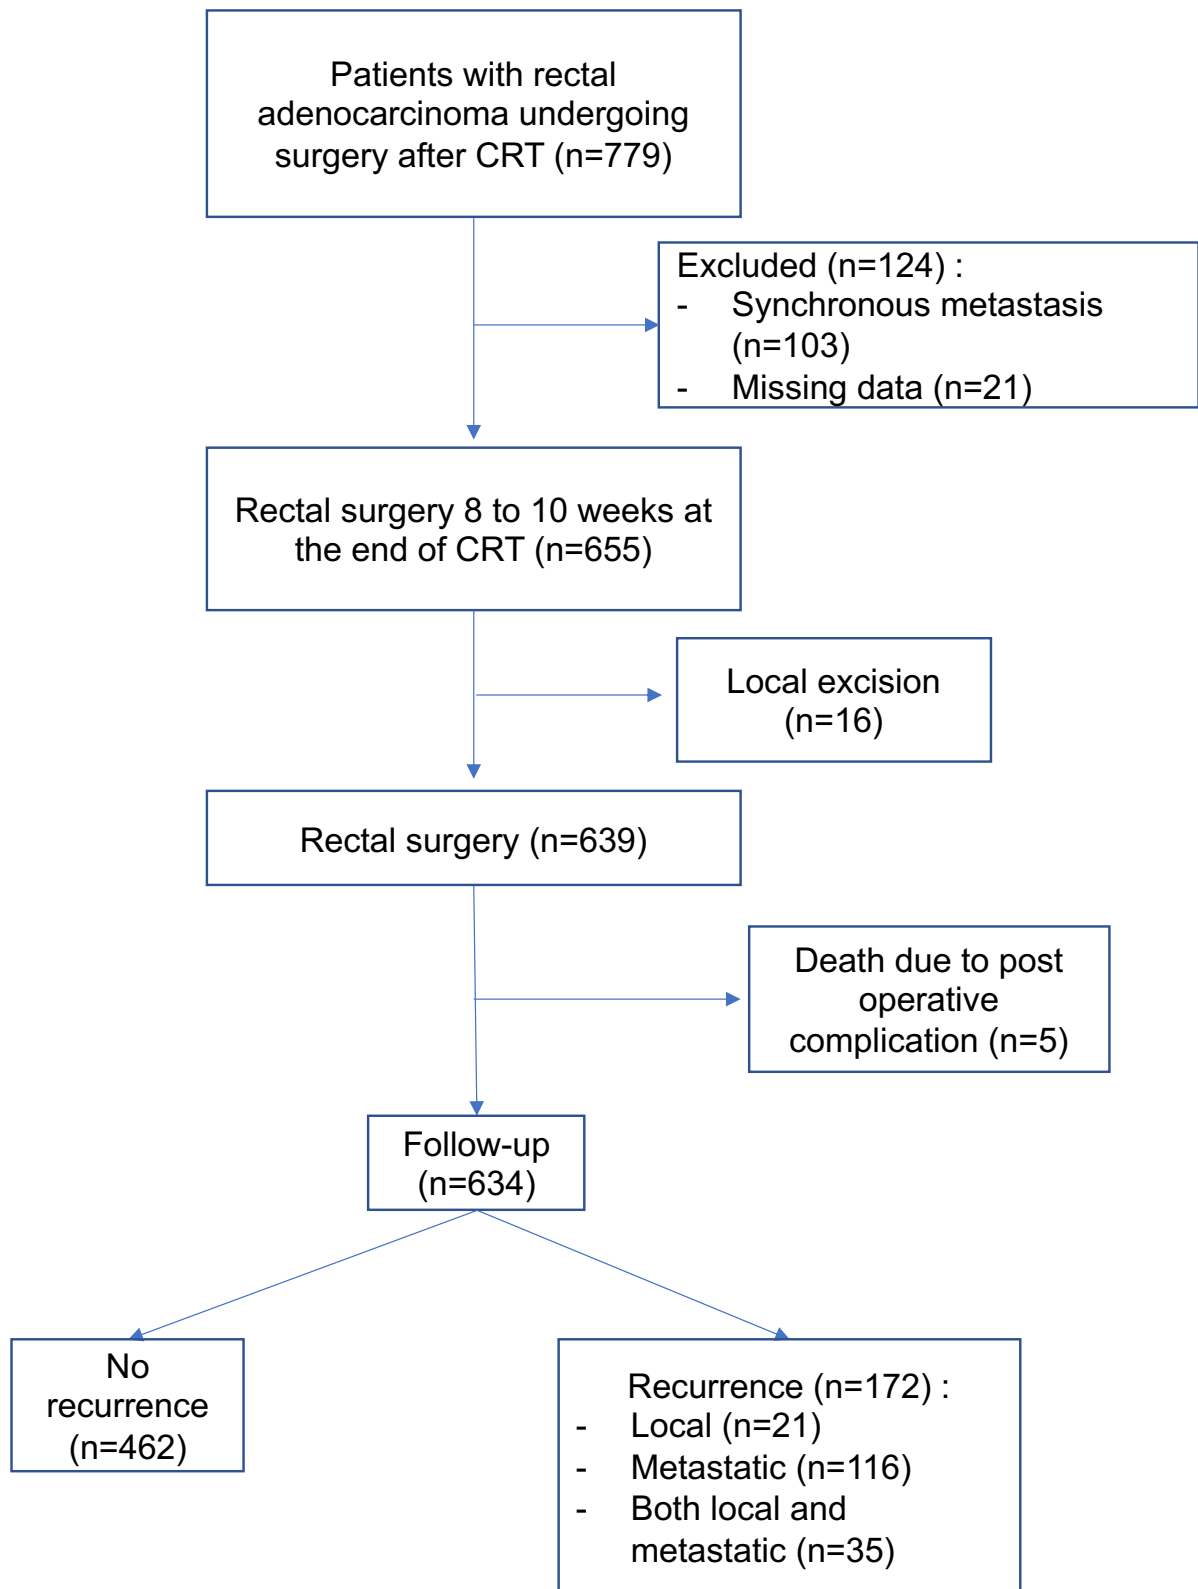 Patients with rectal
adenocarcinoma undergoing
surgery after CRT (n=779)
Excluded (n=124) :
- Synchronous metastasis
(n=103)
- Missing data (n=21)
Rectal surgery 8 to 10 weeks at
the end of CRT (n=655)
Local excision
(n=16)
Rectal surgery (n=639)
Death due to post
operative
complication (n=5)
Follow-up
(n=634)
No
recurrence
(n=462)
Recurrence (n=172) :
- Local (n=21)
- Metastatic (n=116)
- Both local and
metastatic (n=35)